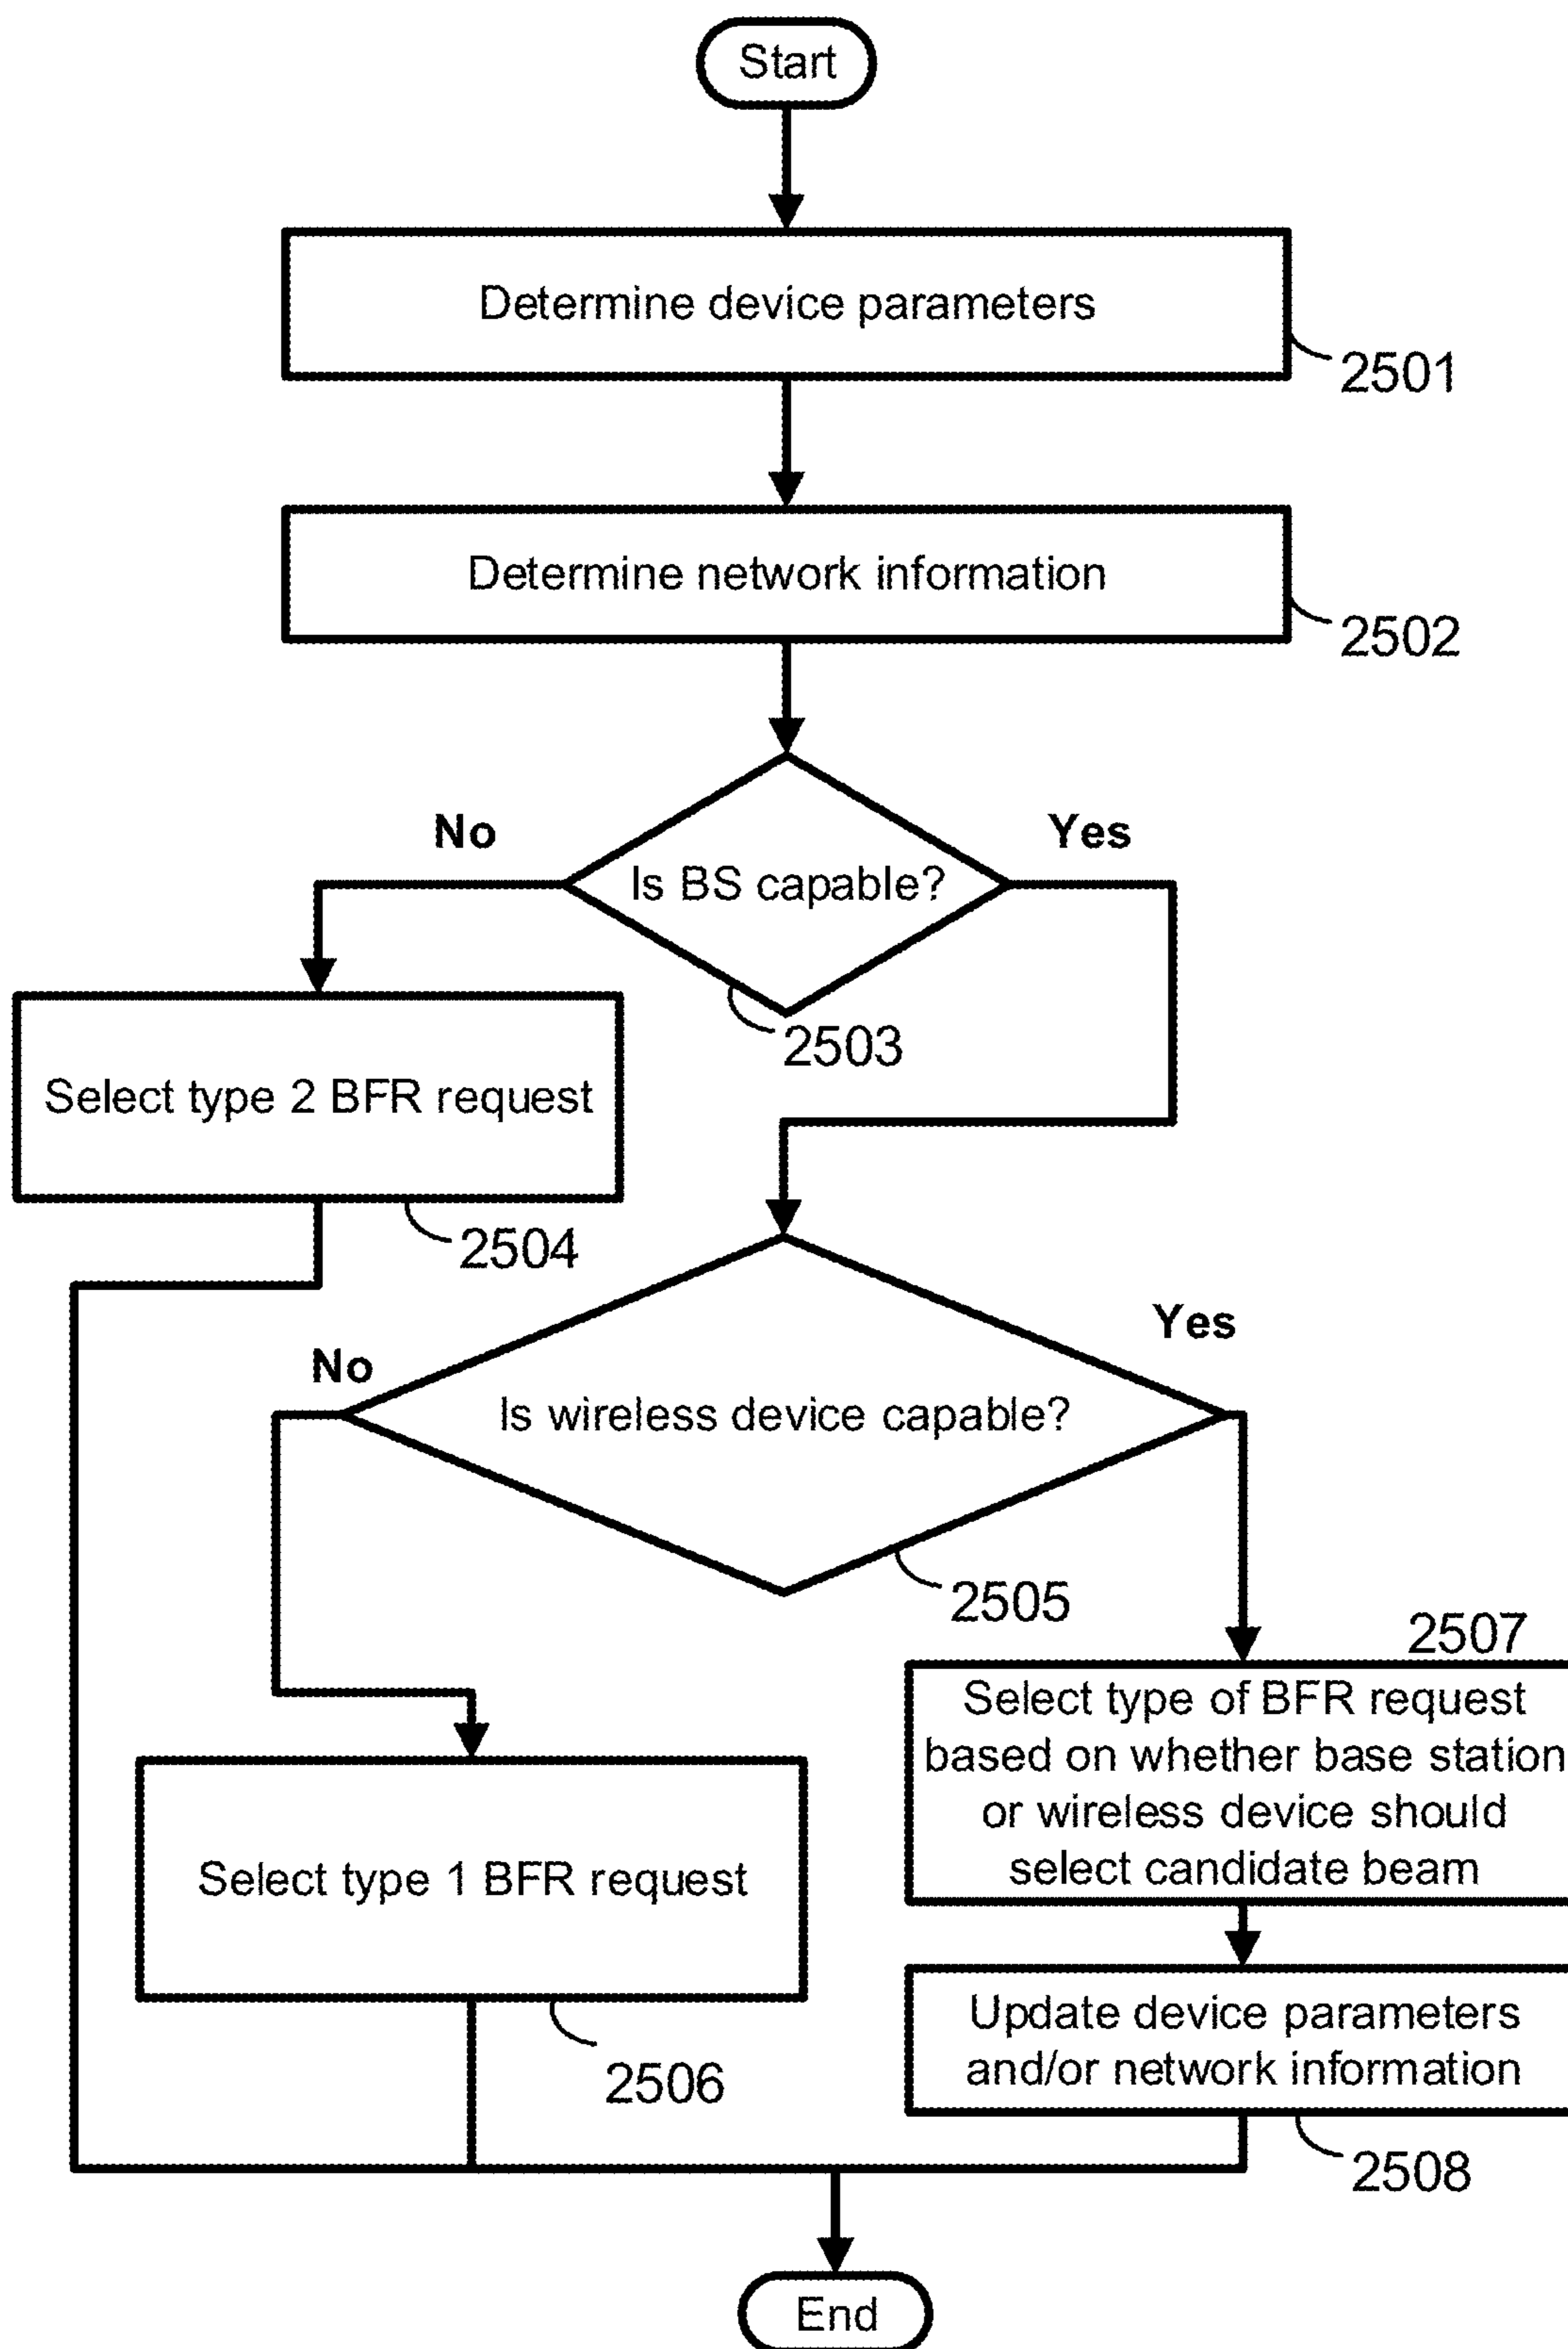 Start
Determine device parameters
2501
Determine network information
2502
No
Yes
Is BS capable?
2503
Select type 2 BFR request
2504
No
Yes
Is wireless device capable?
2505
2507
Select type of BFR request
based on whether base station
or wireless device should
select candidate beam
Select type 1 BFR request
2506
Update device parameters
and/or network information
2508
End